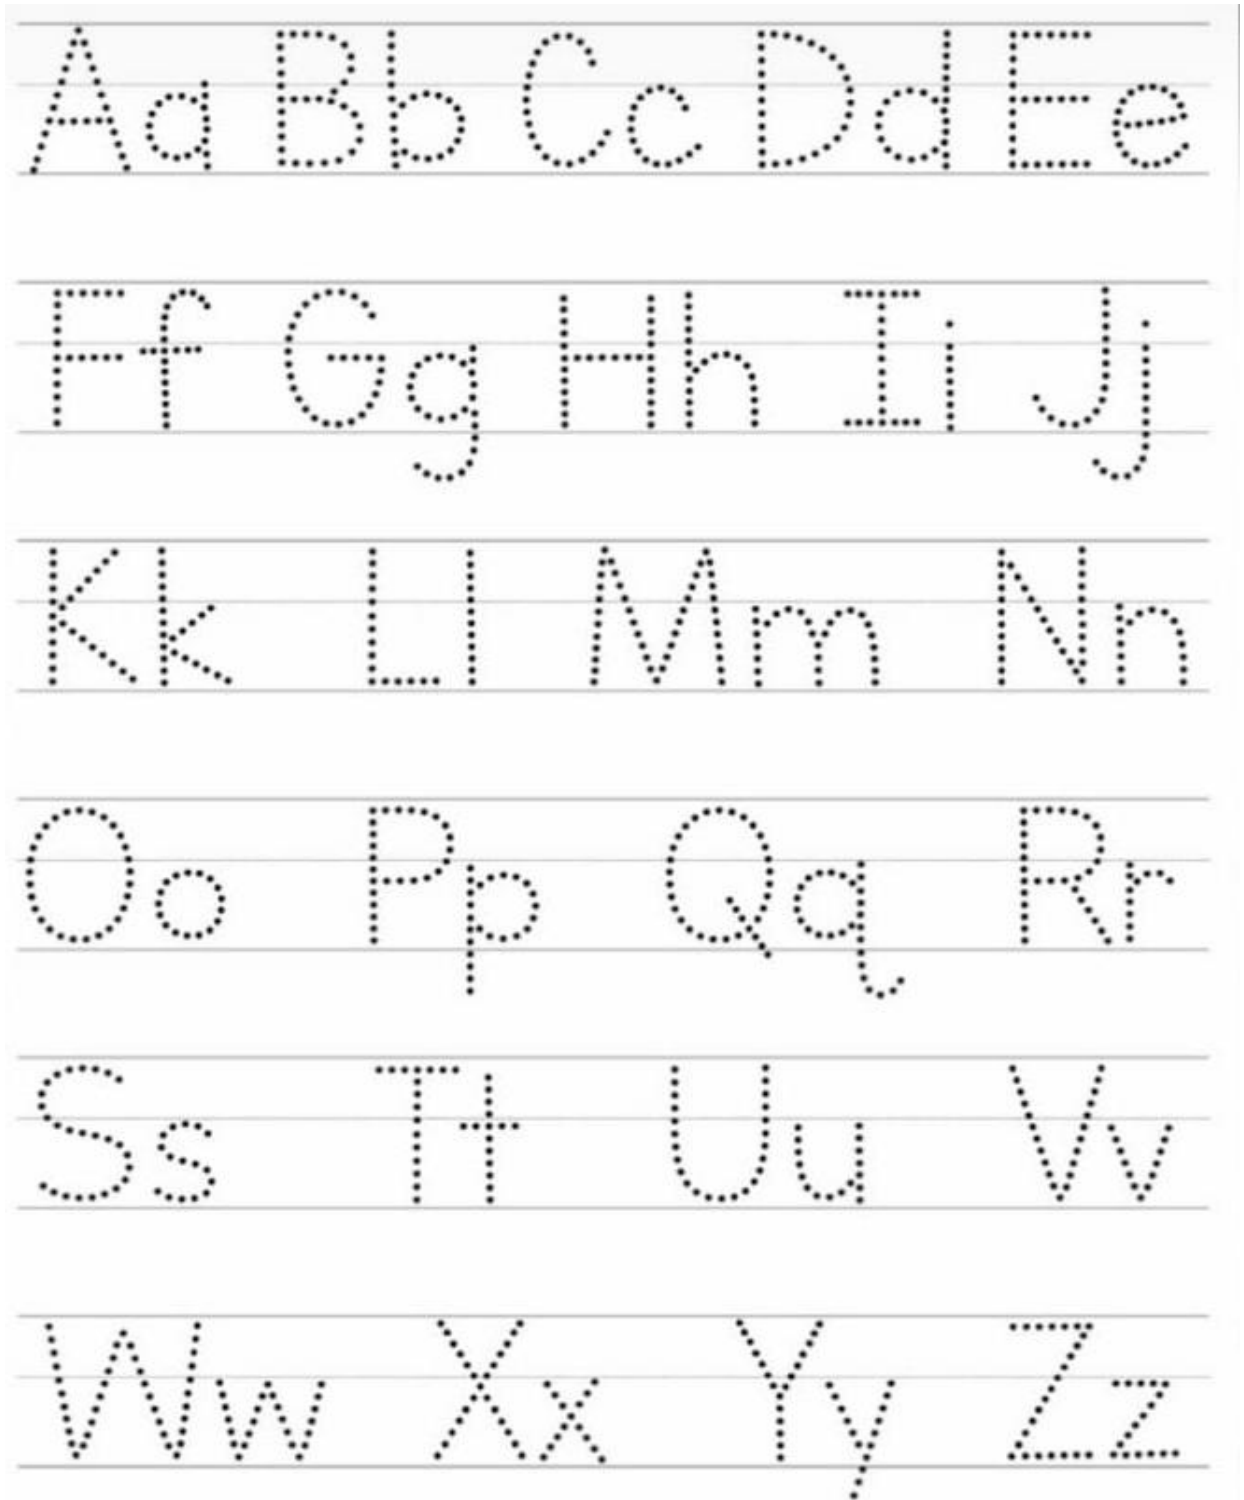 Aa Bb Cc Dd Ee
Ff Gg Hh Ii Jj
Kk Ll Mm Nn
Oo Pp Qq Rr
Ss Tt Uu Vv
Ww Xx Yy Zz